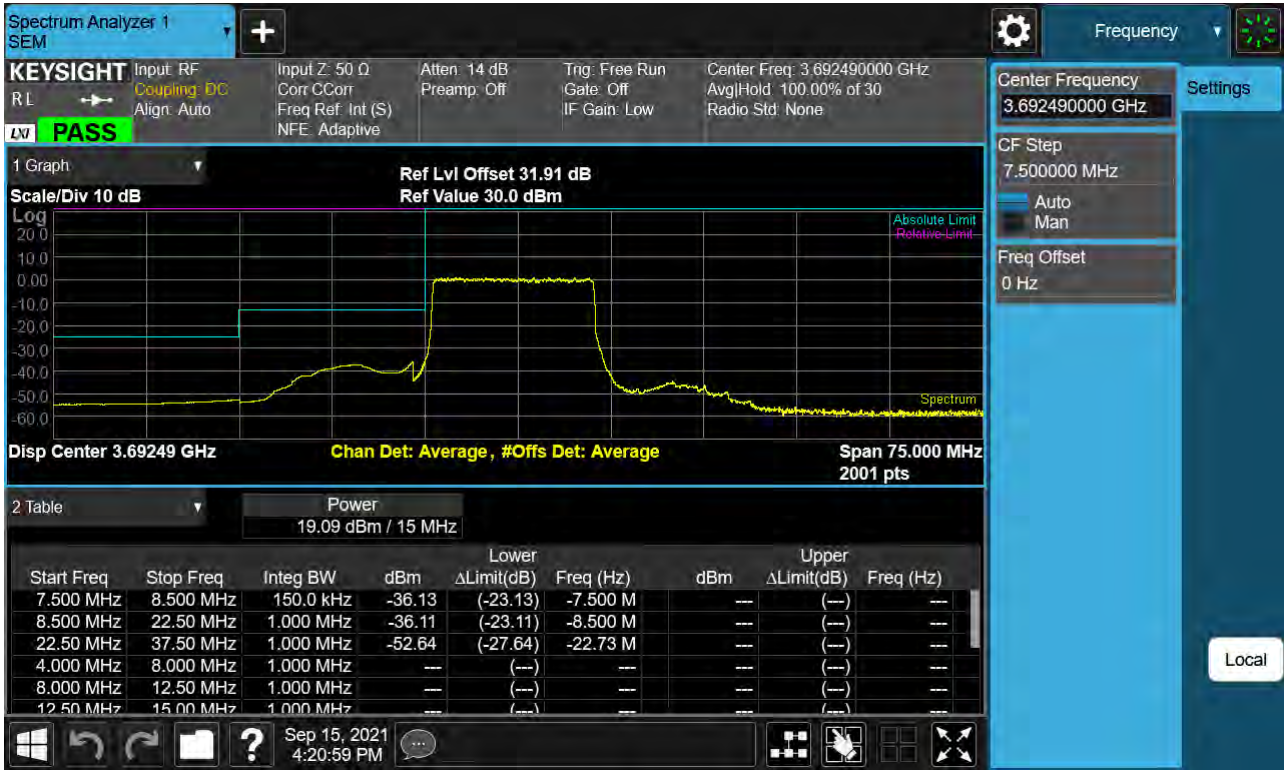 Spectrum Analyzer 1
SEM
Frequency
KEYSIGHT
RL
LXI
PASS
Input: RF
Coupling: DC
Align: Auto
Input Z: 50 Ω
Corr CCorr
Freq Ref: Int (S)
NFE: Adaptive
Atten: 14 dB
Preamp: Off
Trig: Free Run
Gate: Off
IF Gain: Low
Center Freq: 3.692490000 GHz
Avg|Hold: 100.00% of 30
Radio Std: None
Center Frequency
3.692490000 GHz
Settings
CF Step
7.500000 MHz
Auto
Man
Freq Offset
0 Hz
Local
1 Graph
Scale/Div 10 dB
Ref Lvl Offset 31.91 dB
Ref Value 30.0 dBm
Log
Absolute Limit
Relative Limit
20.0
10.0
0.00
-10.0
-20.0
-30.0
-40.0
-50.0
-60.0
Spectrum
Disp Center 3.69249 GHz
Chan Det: Average, #Offs Det: Average
Span 75.000 MHz
2001 pts
2 Table
Power
19.09 dBm / 15 MHz
Lower Upper
Start Freq Stop Freq Integ BW dBm ΔLimit(dB) Freq (Hz) dBm ΔLimit(dB) Freq (Hz)
7.500 MHz 8.500 MHz 150.0 kHz -36.13 (-23.13) -7.500 M --- (---) ---
8.500 MHz 22.50 MHz 1.000 MHz -36.11 (-23.11) -8.500 M --- (---) ---
22.50 MHz 37.50 MHz 1.000 MHz -52.64 (-27.64) -22.73 M --- (---) ---
4.000 MHz 8.000 MHz 1.000 MHz --- (---) --- --- (---) ---
8.000 MHz 12.50 MHz 1.000 MHz --- (---) --- --- (---) ---
12.50 MHz 15.00 MHz 1.000 MHz --- (---) --- --- (---) ---
Sep 15, 2021
4:20:59 PM